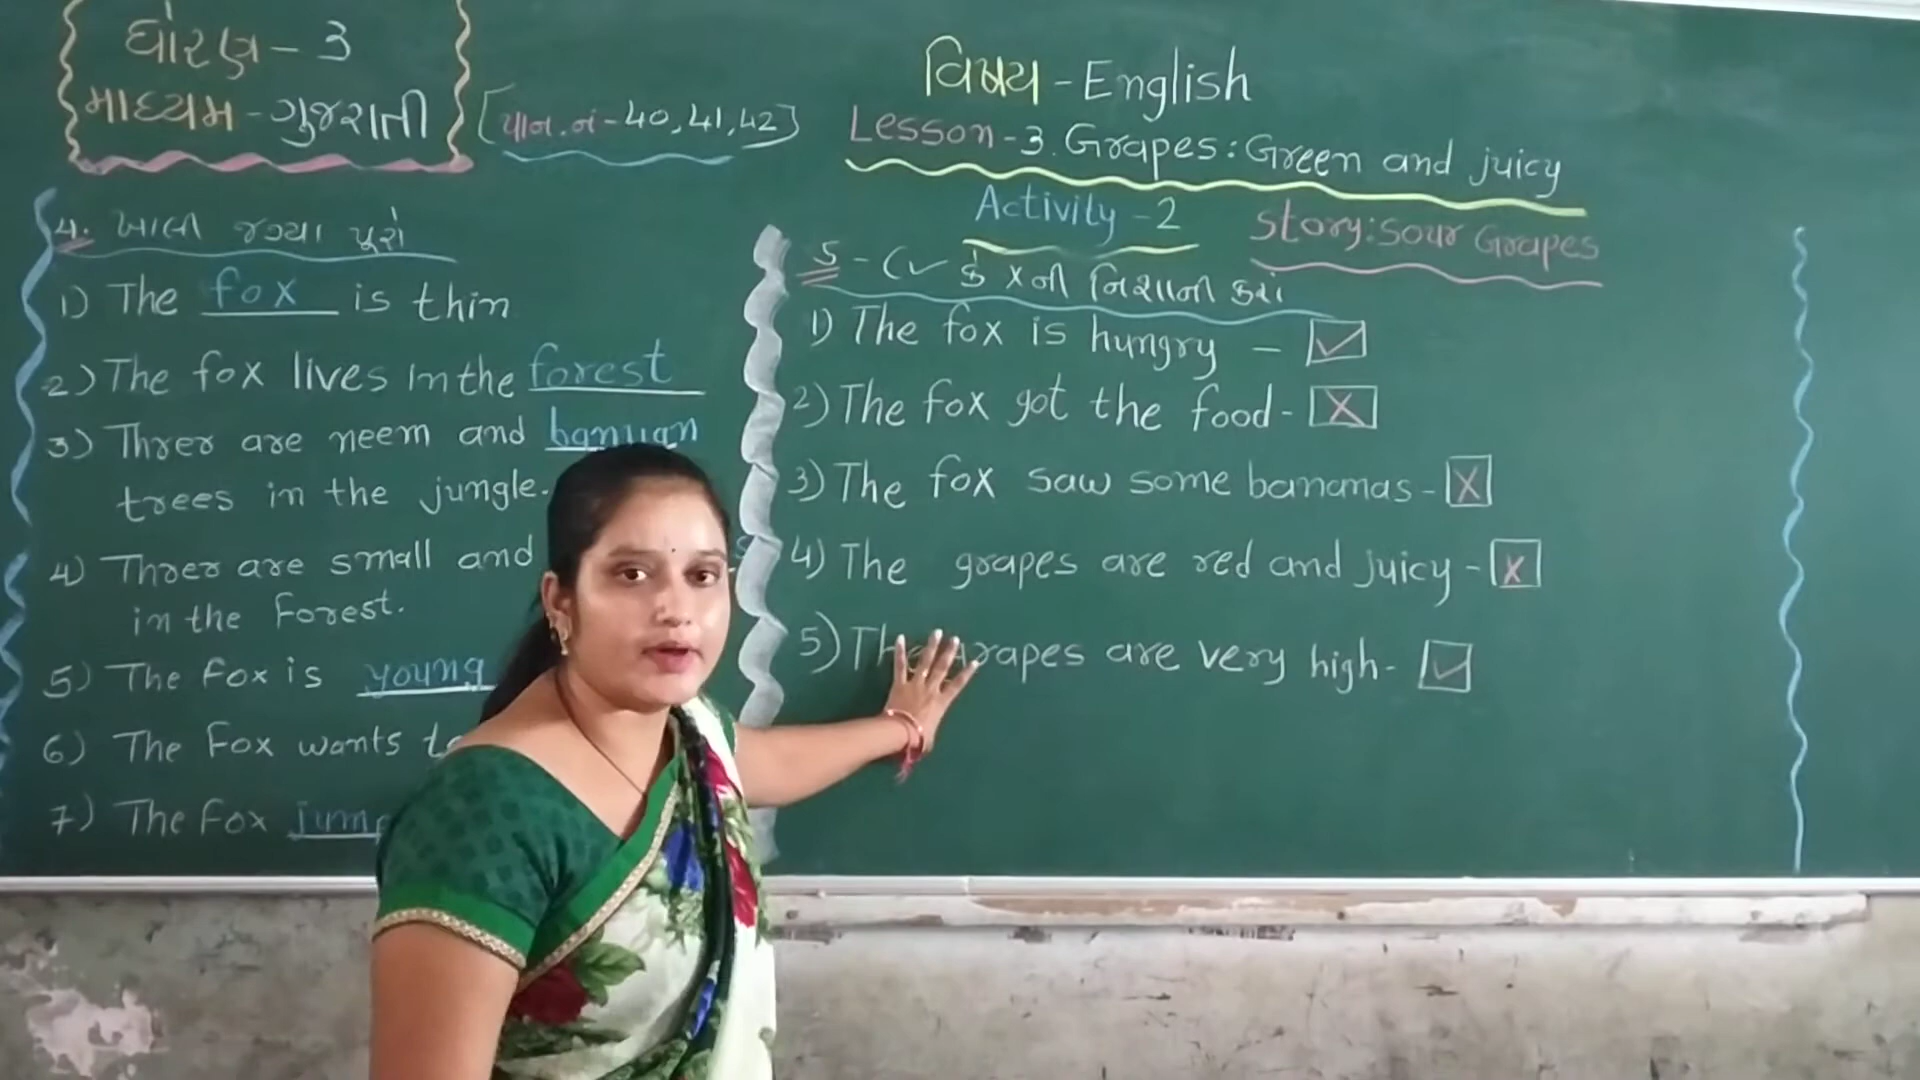 ધોરણ - 3
માધ્યમ - ગુજરાતી
[પાન.નં - 40, 41, 42]
વિષય - English
Lesson - 3. Grapes: Green and juicy
Activity - 2
Story: Sour Grapes
4. ખાલી જગ્યા પૂરો
1) The fox is thin
2) The fox lives in the forest
3) Threr are neem and banyan
trees in the jungle.
4) Threr are small and
in the Forest.
5) The fox is young
6) The Fox wants
7) The Fox jump
5 - (✓ કે X ની નિશાની કરો
1) The fox is hungry - ✓
2) The fox got the food - X
3) The fox saw some bananas - X
4) The grapes are red and juicy - X
5) The grapes are very high - ✓